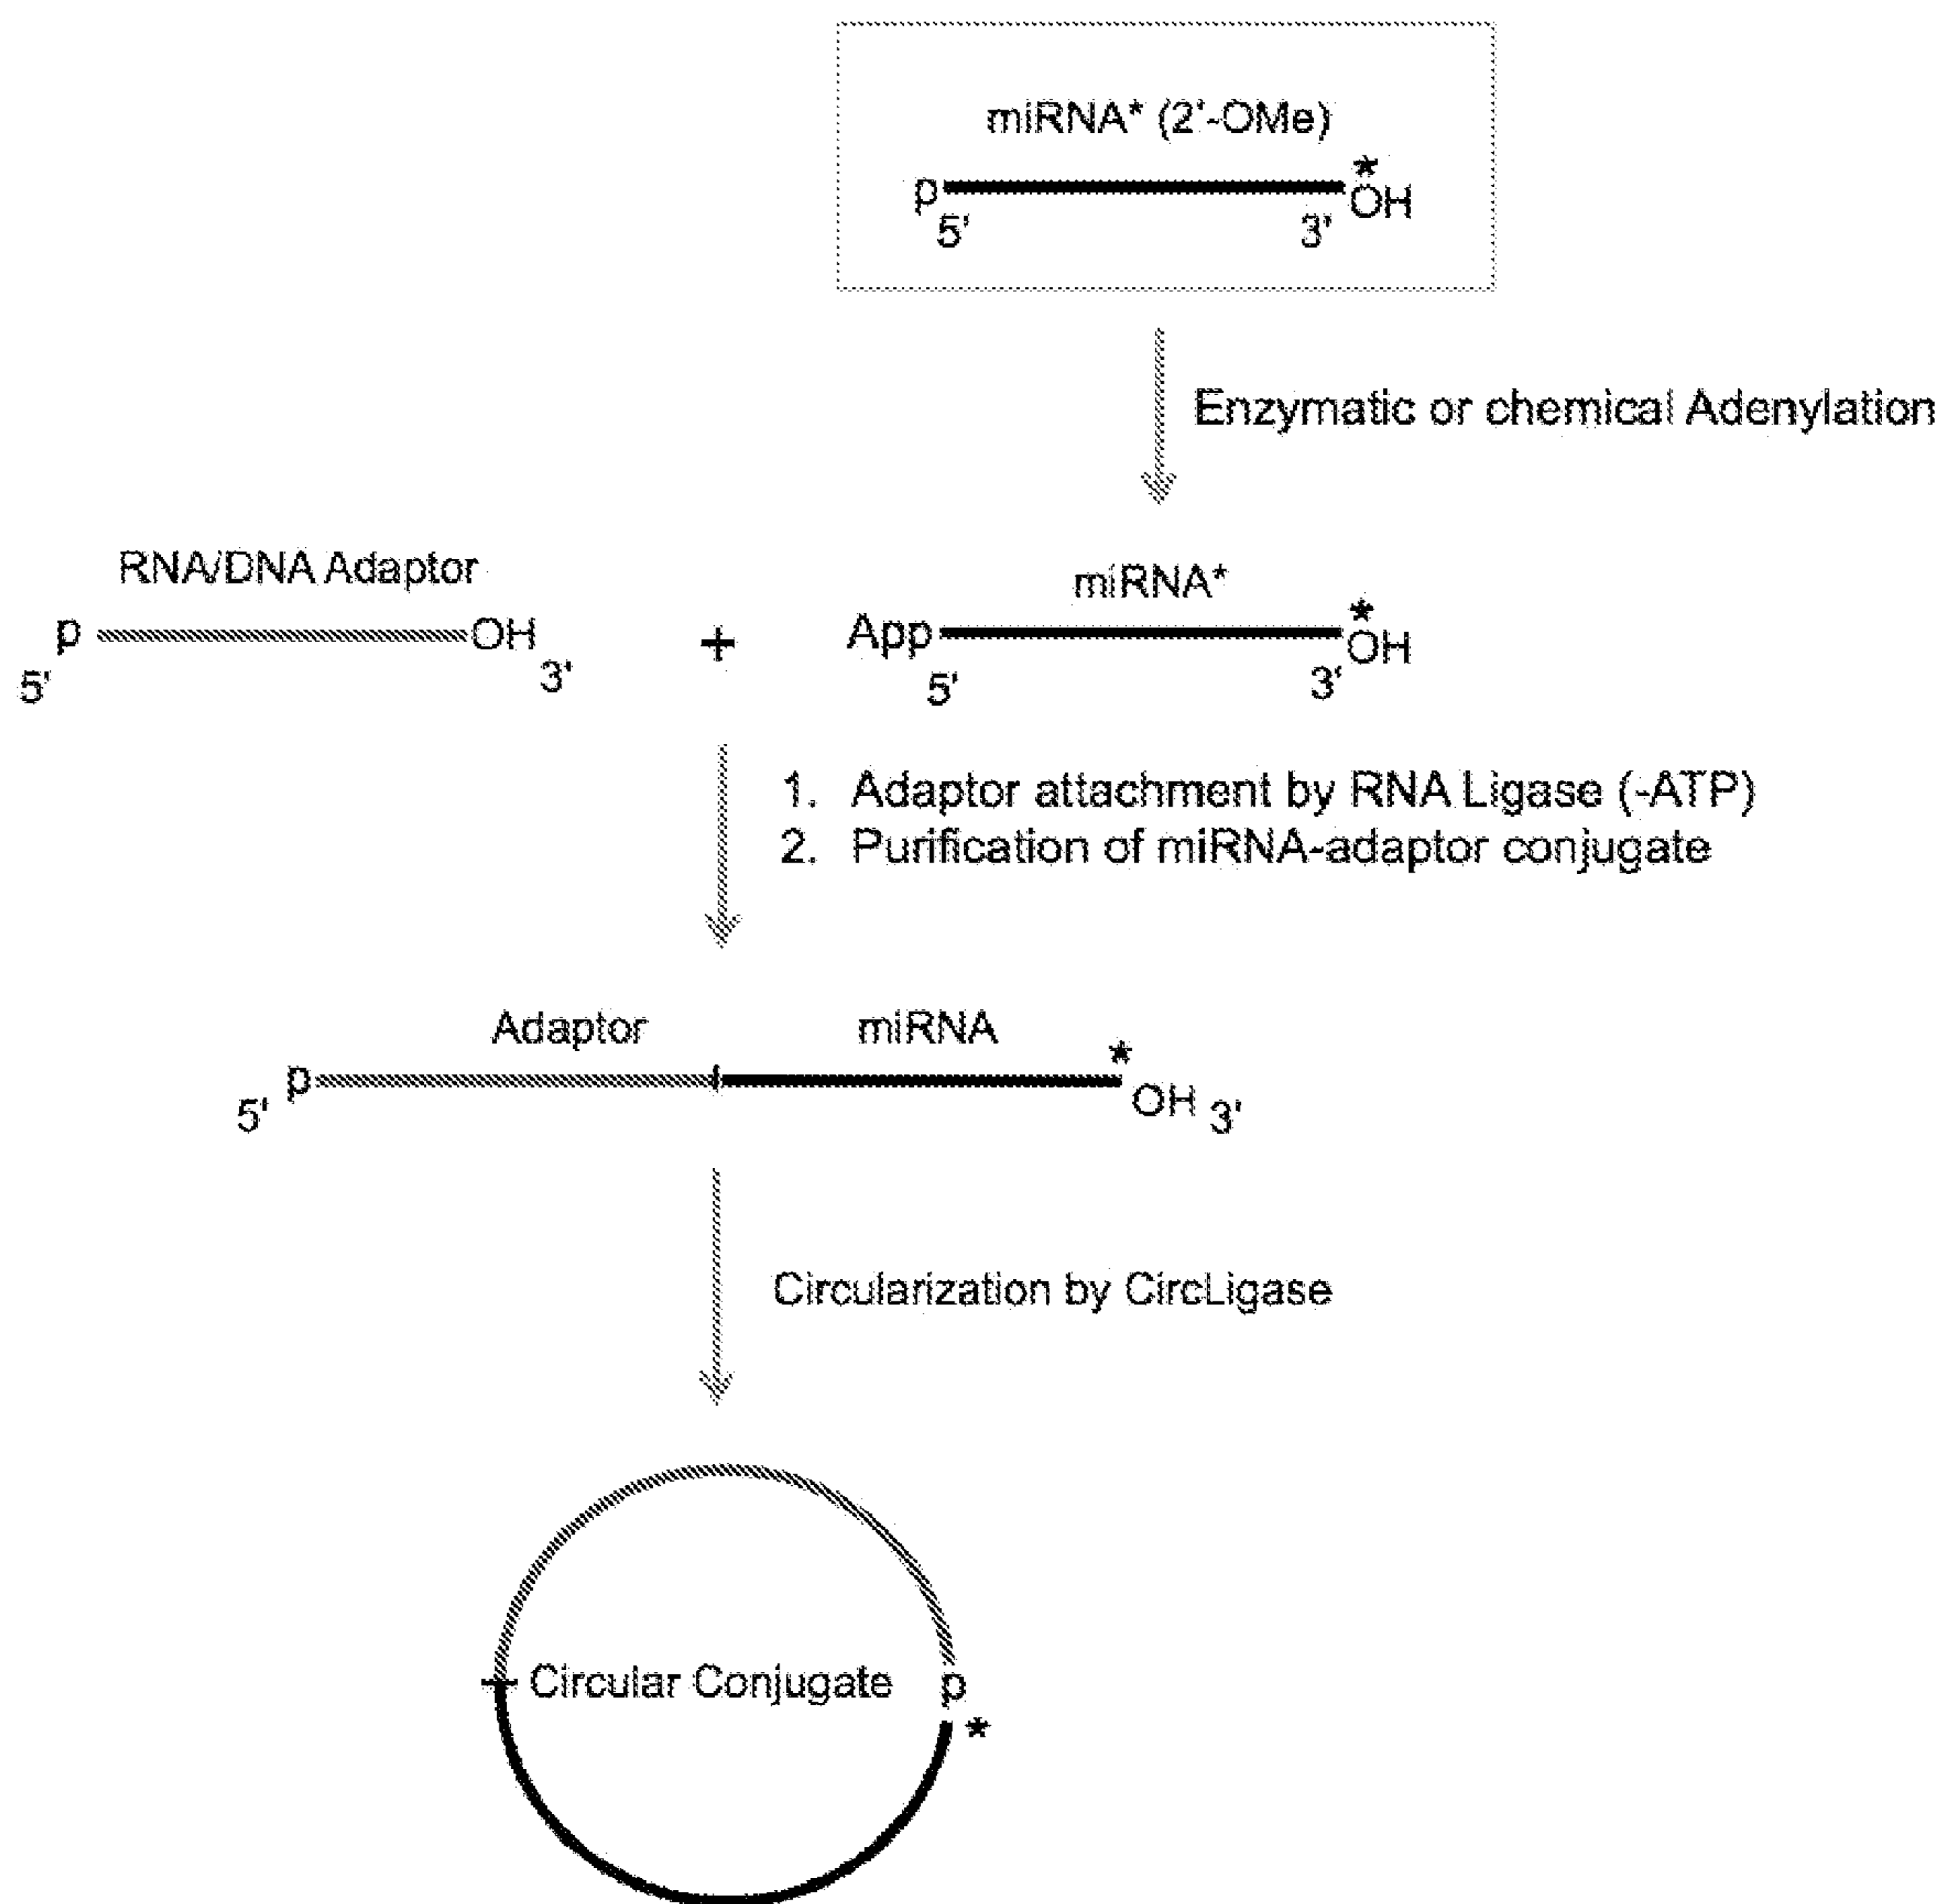 miRNA* (2'-OMe)
p 5' 3' *OH
Enzymatic or chemical Adenylation
RNA/DNA Adaptor
5' p OH 3'
+
miRNA*
App 5' 3' *OH
1. Adaptor attachment by RNA Ligase (-ATP)
2. Purification of miRNA-adaptor conjugate
Adaptor miRNA
5' p * OH 3'
Circularization by CircLigase
Circular Conjugate p
*